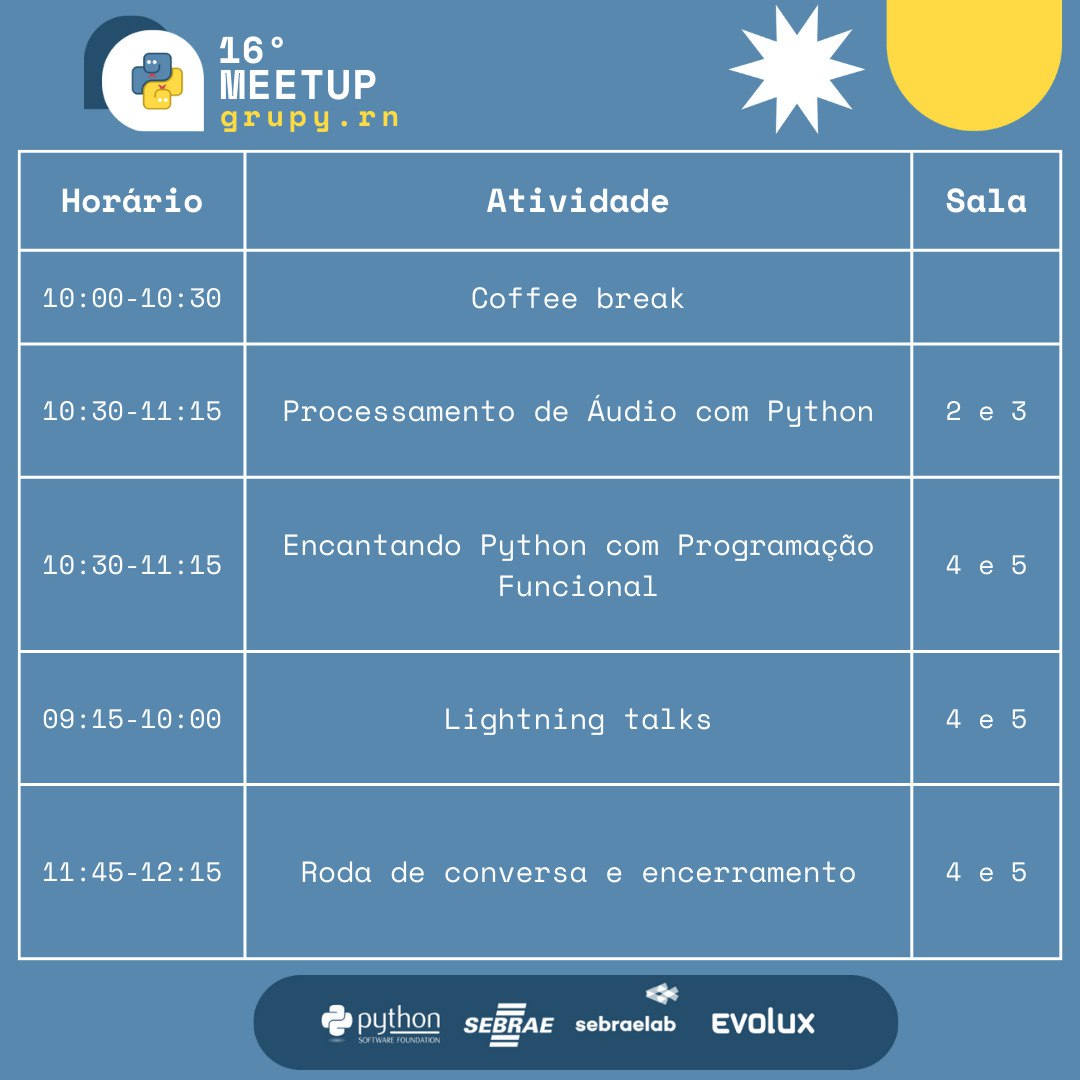 16°
MEETUP
grupy.rn
Horário Atividade Sala
10:00-10:30 Coffee break
10:30-11:15 Processamento de Áudio com Python 2 e 3
10:30-11:15 Encantando Python com Programação
Funcional 4 e 5
09:15-10:00 Lightning talks 4 e 5
11:45-12:15 Roda de conversa e encerramento 4 e 5
python
SOFTWARE FOUNDATION
SEBRAE
sebraelab
EVOLUX